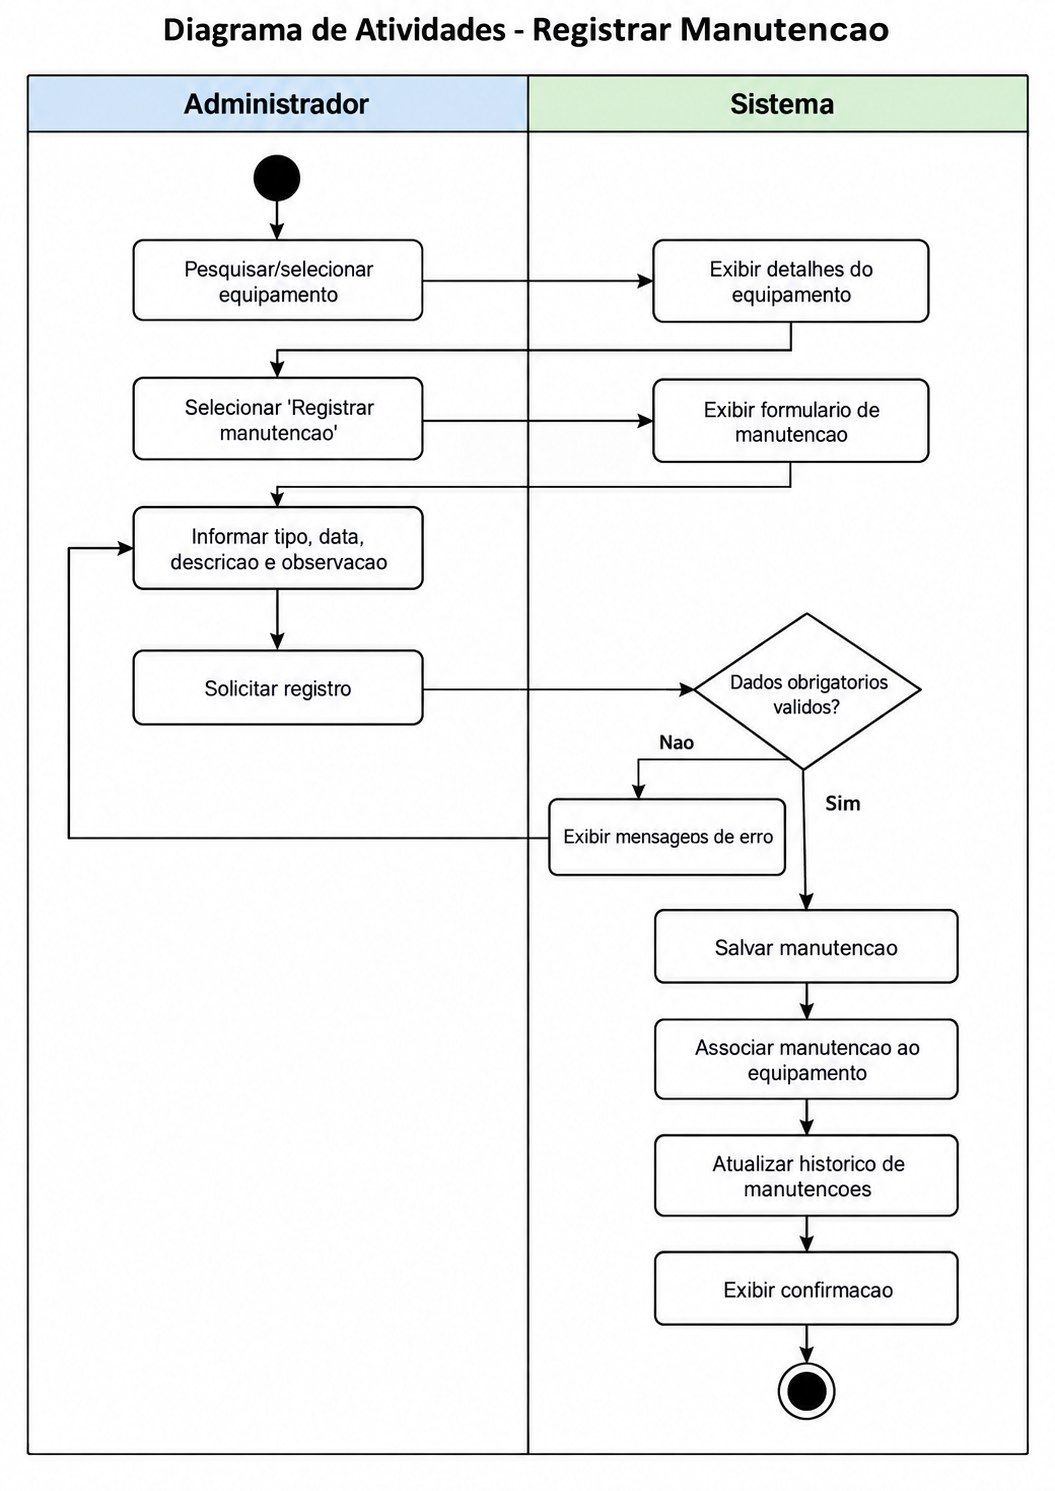 Diagrama de Atividades - Registrar Manutencao
Administrador
Sistema
Pesquisar/selecionar
equipamento
Exibir detalhes do
equipamento
Selecionar 'Registrar
manutencao'
Exibir formulario de
manutencao
Informar tipo, data,
descricao e observacao
Solicitar registro
Dados obrigatorios
validos?
Nao
Sim
Exibir mensageos de erro
Salvar manutencao
Associar manutencao ao
equipamento
Atualizar historico de
manutencoes
Exibir confirmacao